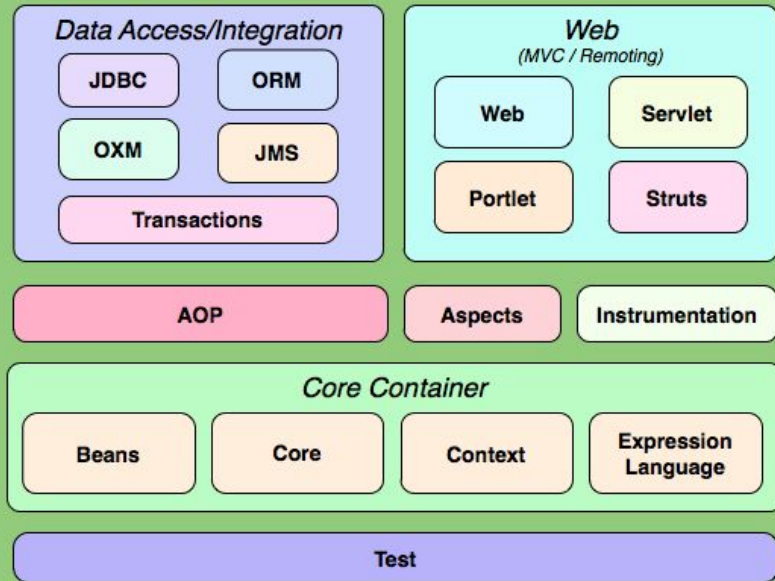 Data Access/Integration
JDBC
ORM
OXM
JMS
Transactions
Web
(MVC / Remoting)
Web
Servlet
Portlet
Struts
AOP
Aspects
Instrumentation
Core Container
Beans
Core
Context
Expression
Language
Test